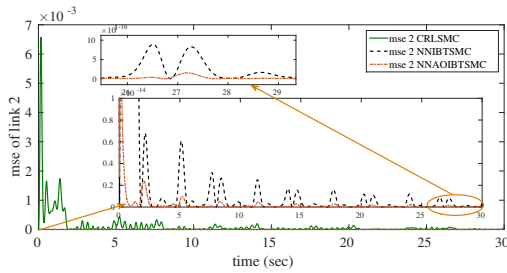 ×10⁻³
7
6
5
4
3
2
1
0
mse of link 2
0 5 10 15 20 25 30
time (sec)
mse 2 CRLSMC
mse 2 NNIBTSMC
mse 2 NNAOIBTSMC
×10⁻¹⁶
10
5
0
26 27 28 29
×10⁻¹⁴
1
0.8
0.6
0.4
0.2
0
0 5 10 15 20 25 30